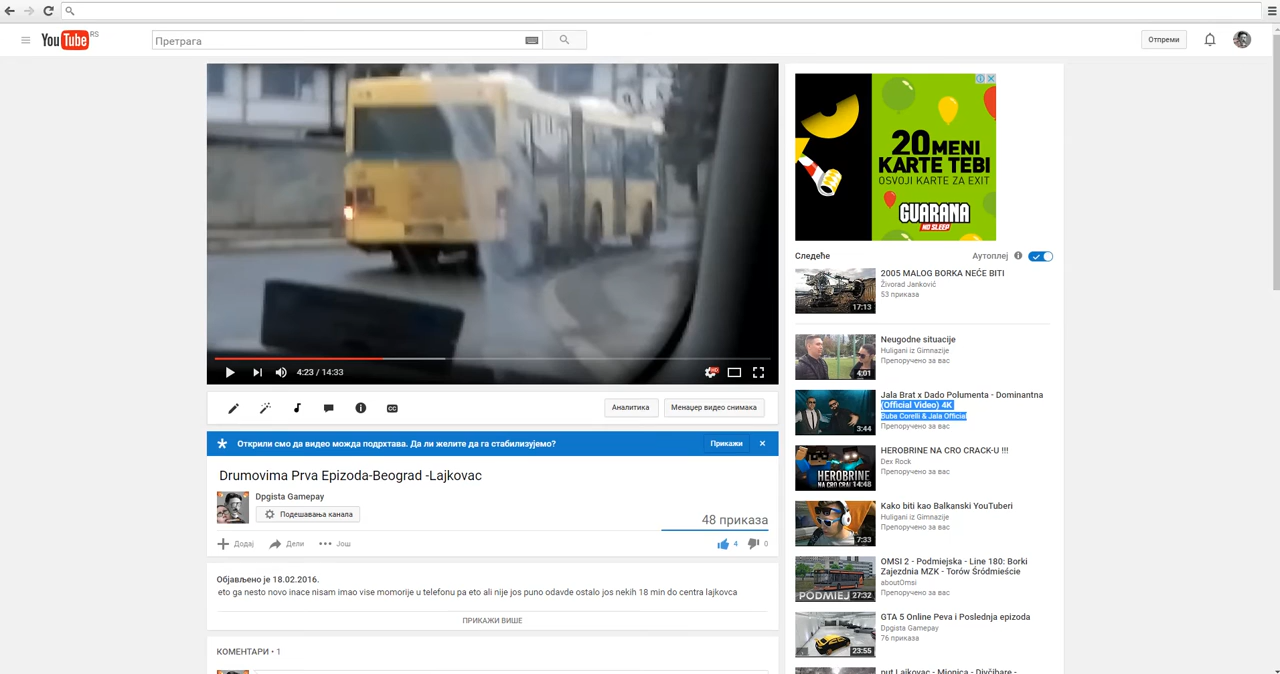 YouTube RS
Претрага
Отпреми
4:23 / 14:33
HD
Аналитика
Менаџер видео снимака
Открили смо да видео можда подрхтава. Да ли желите да га стабилизујемо?
Прикажи
Drumovima Prva Epizoda-Beograd -Lajkovac
Dpgista Gamepay
Подешавања канала
48 приказа
Додај
Дели
Још
4
0
Објављено је 18.02.2016.
eto ga nesto novo inace nisam imao vise momorije u telefonu pa eto ali nije jos puno odavde ostalo jos nekih 18 min do centra lajkovca
ПРИКАЖИ ВИШЕ
КОМЕНТАРИ • 1
20 MENI
KARTE TEBI
OSVOJI KARTE ZA EXIT
GUARANA
NO SLEEP
Следеће
Аутоплеј
2005 MALOG BORKA NEĆE BITI
Živorad Janković
53 приказа
17:13
Neugodne situacije
Huligani iz Gimnazije
Препоручено за вас
4:01
Jala Brat x Dado Polumenta - Dominantna
(Official Video) 4K
Buba Corelli & Jala Official
Препоручено за вас
3:44
HEROBRINE NA CRO CRACK-U !!!
Dex Rock
Препоручено за вас
HEROBRINE
NA CRO CRA
14:48
Kako biti kao Balkanski YouTuberi
Huligani iz Gimnazije
Препоручено за вас
7:33
OMSI 2 - Podmiejska - Line 180: Borki
Zajezdnia MZK - Torów Śródmieście
aboutOmsi
Препоручено за вас
PODMIEJ
27:32
GTA 5 Online Peva i Poslednja epizoda
Dpgista Gamepay
76 приказа
23:55
put Lajkovac - Mionica - Divčibare -